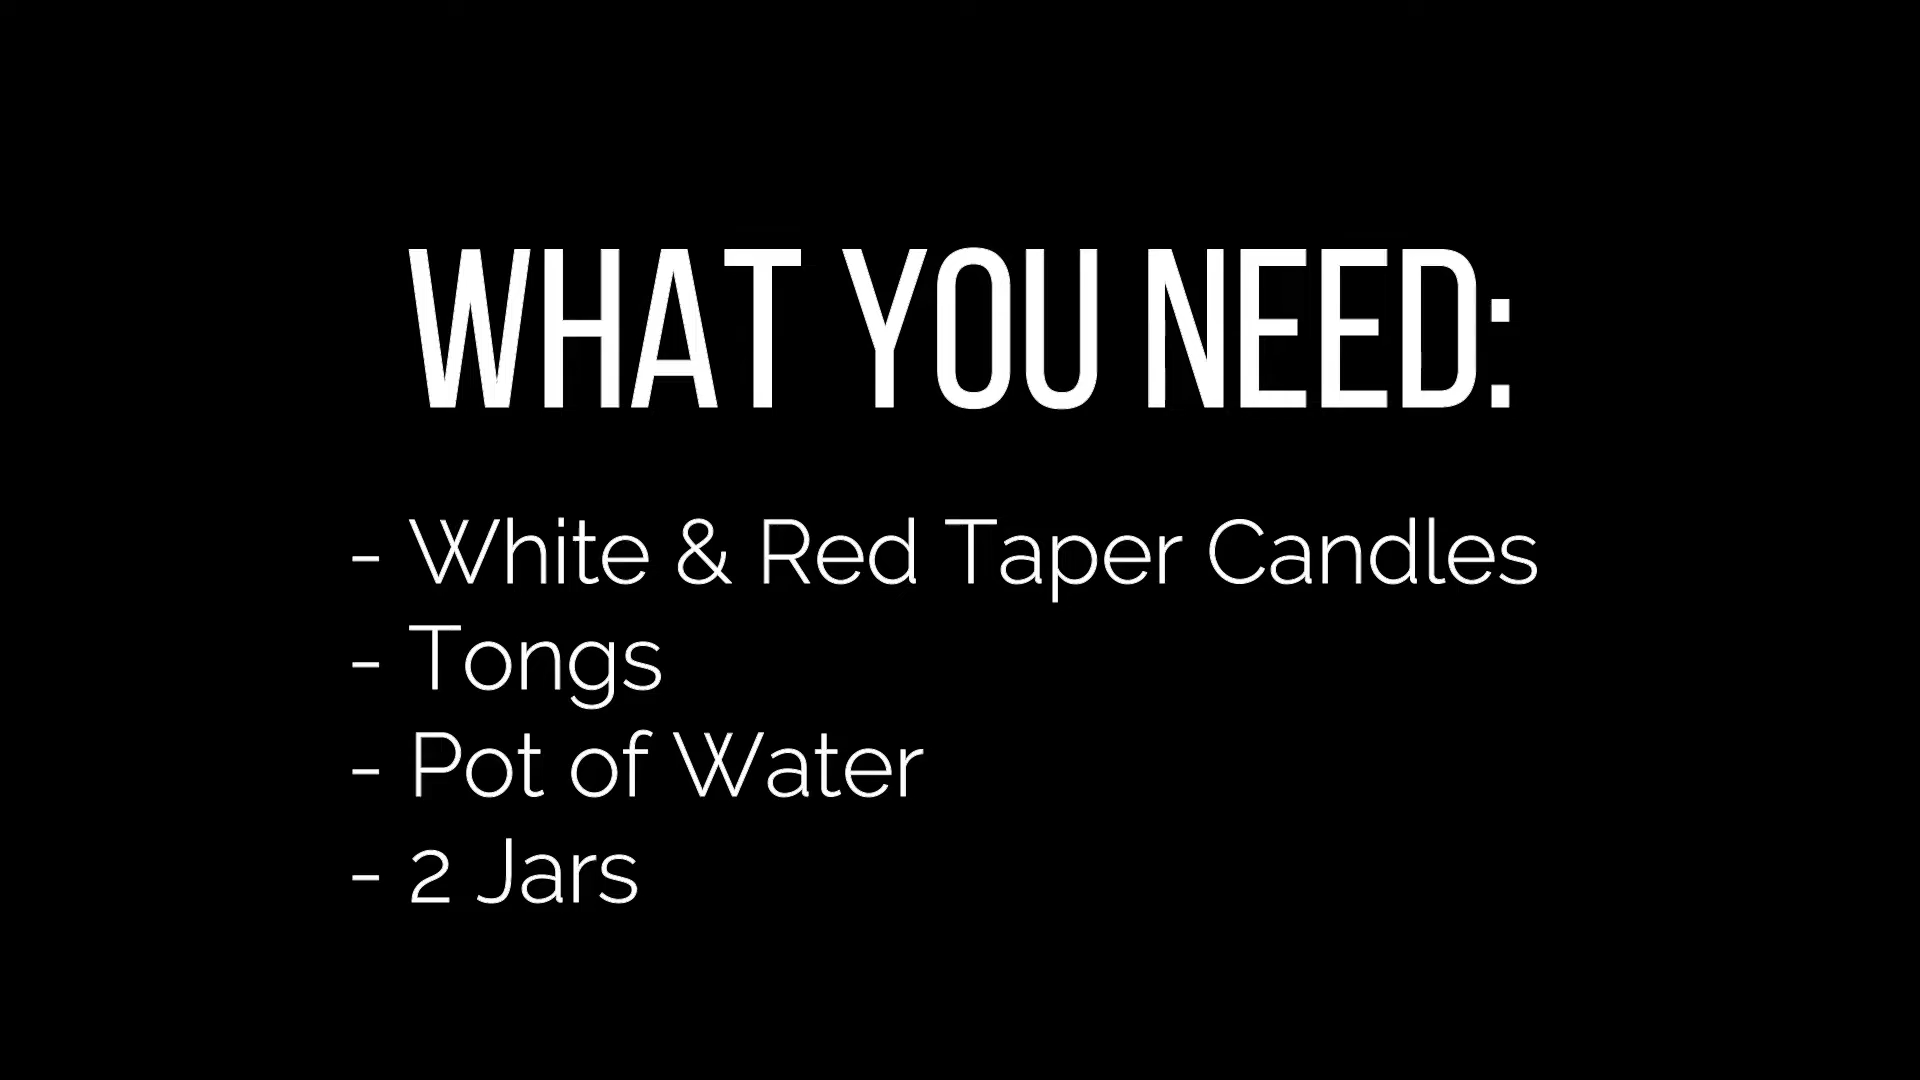 WHAT YOU NEED:
- White & Red Taper Candles
- Tongs
- Pot of Water
- 2 Jars